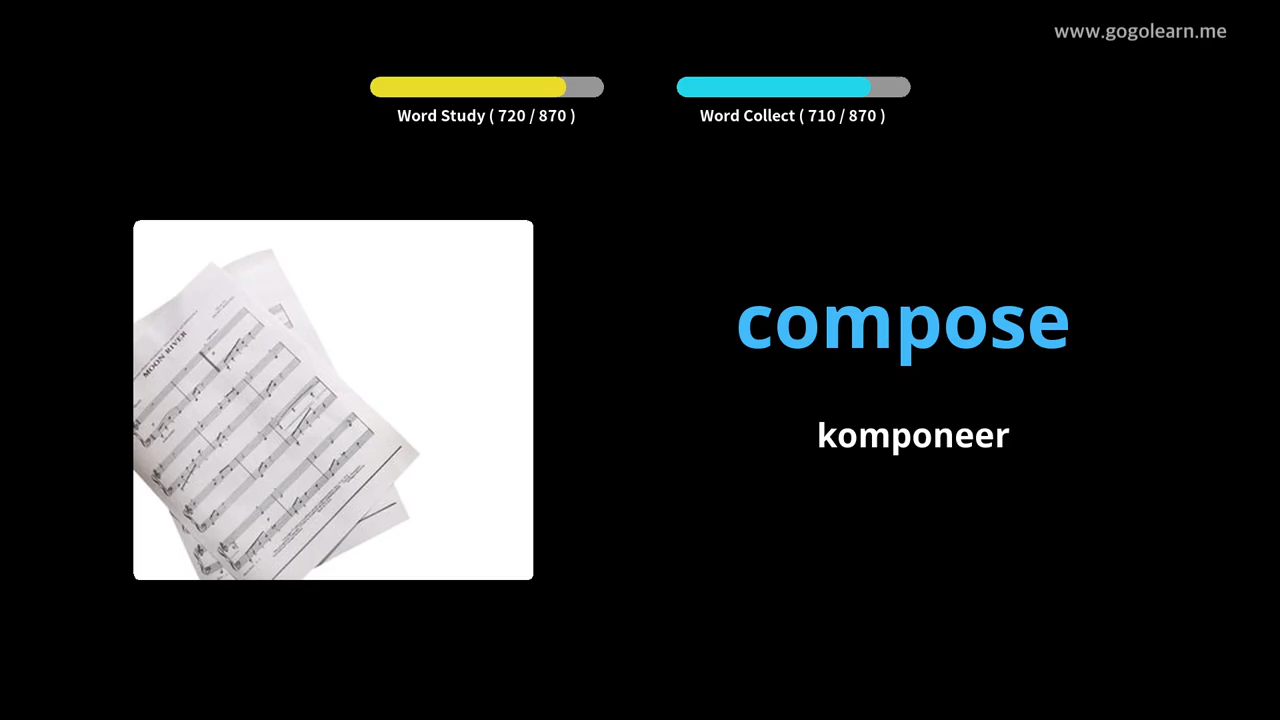 www.gogolearn.me
Word Study ( 720 / 870 )
Word Collect ( 710 / 870 )
MOON RIVER
compose
komponeer